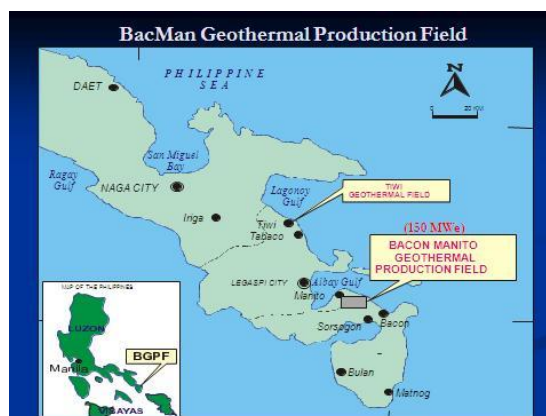 BacMan Geothermal Production Field
PHILIPPINE
SEA
DAET
N
0 20 KM
San Miguel
Bay
Ragay
Gulf
NAGA CITY
Lagonoy
Gulf
TIWI
GEOTHERMAL FIELD
Iriga
Tiwi
Tabaco
(150 MWe)
BACON MANITO
GEOTHERMAL
PRODUCTION FIELD
LEGASPI CITY
Albay Gulf
Manito
Sorsogon
Bacon
MAP OF THE PHILIPPINES
LUZON
BGPF
Manila
VISAYAS
Bulan
Matnog